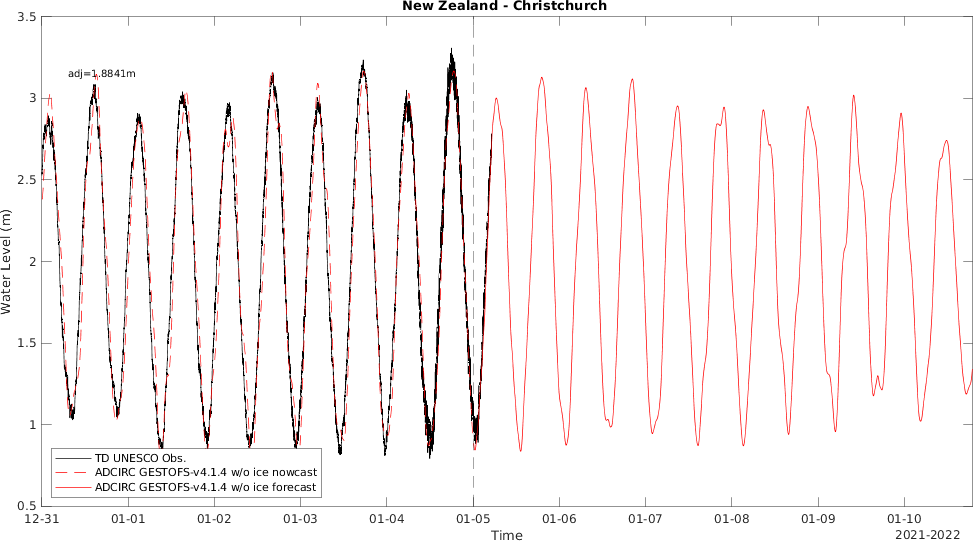 New Zealand - Christchurch
3.5
adj=1.8841m
3
2.5
2
1.5
1
0.5
Water Level (m)
TD UNESCO Obs.
ADCIRC GESTOFS-v4.1.4 w/o ice nowcast
ADCIRC GESTOFS-v4.1.4 w/o ice forecast
12-31 01-01 01-02 01-03 01-04 01-05 01-06 01-07 01-08 01-09 01-10
Time
2021-2022